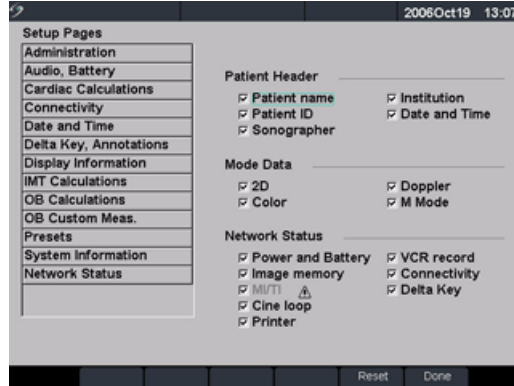 2006Oct19 13:07
Setup Pages
Administration
Audio, Battery
Cardiac Calculations
Connectivity
Date and Time
Delta Key, Annotations
Display Information
IMT Calculations
OB Calculations
OB Custom Meas.
Presets
System Information
Network Status
Patient Header
Patient name
Institution
Patient ID
Date and Time
Sonographer
Mode Data
2D
Doppler
Color
M Mode
Network Status
Power and Battery
VCR record
Image memory
Connectivity
MI/TI
Delta Key
Cine loop
Printer
Reset Done